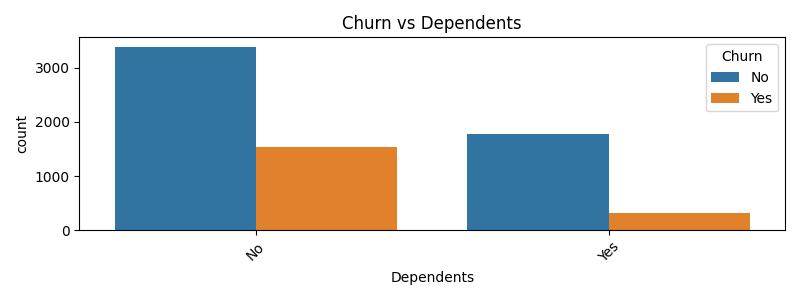 Churn vs Dependents
Churn
No
Yes
count
3000
2000
1000
0
No
Yes
Dependents